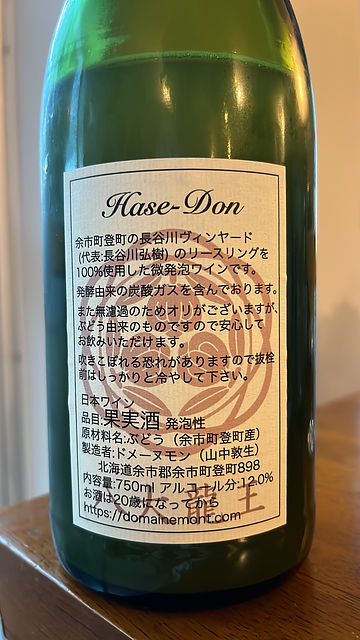 Hase-Don
余市町登町の長谷川ヴィンヤード
(代表:長谷川弘樹) のリースリングを
100%使用した微発泡ワインです。
発酵由来の炭酸ガスを含んでおります。
また無濾過のためオリがございますが、
ぶどう由来のものですので安心して
お飲みいただけます。
吹きこぼれる恐れがありますので抜栓
前はしっかりと冷やして下さい。
日本ワイン
品目:果実酒 発泡性
原材料名:ぶどう(余市町登町産)
製造者:ドメーヌモン(山中敦生)
北海道余市郡余市町登町898
内容量:750ml アルコール分:12.0%
お酒は20歳になってから
https://domainemont.com